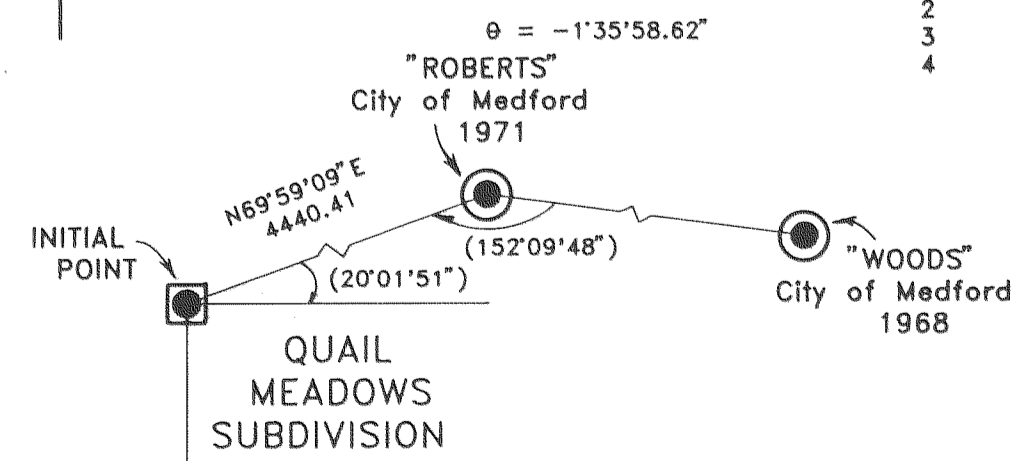 θ = -1°35'58.62"
2
3
4
"ROBERTS"
City of Medford
1971
N69°59'09"E
4440.41
INITIAL
POINT
(152°09'48")
(20°01'51")
"WOODS"
City of Medford
1968
QUAIL
MEADOWS
SUBDIVISION